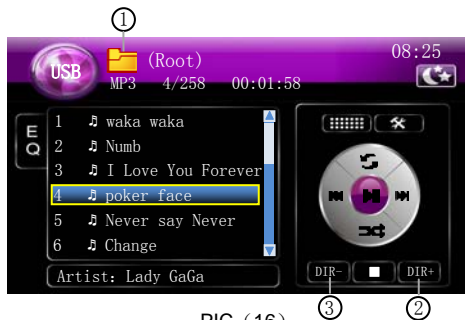 ①
USB (Root) 08:25
MP3 4/258 00:01:58
EQ
1 waka waka
2 Numb
3 I Love You Forever
4 poker face
5 Never say Never
6 Change
Artist: Lady GaGa
DIR- DIR+
③ ②
PIC (16)